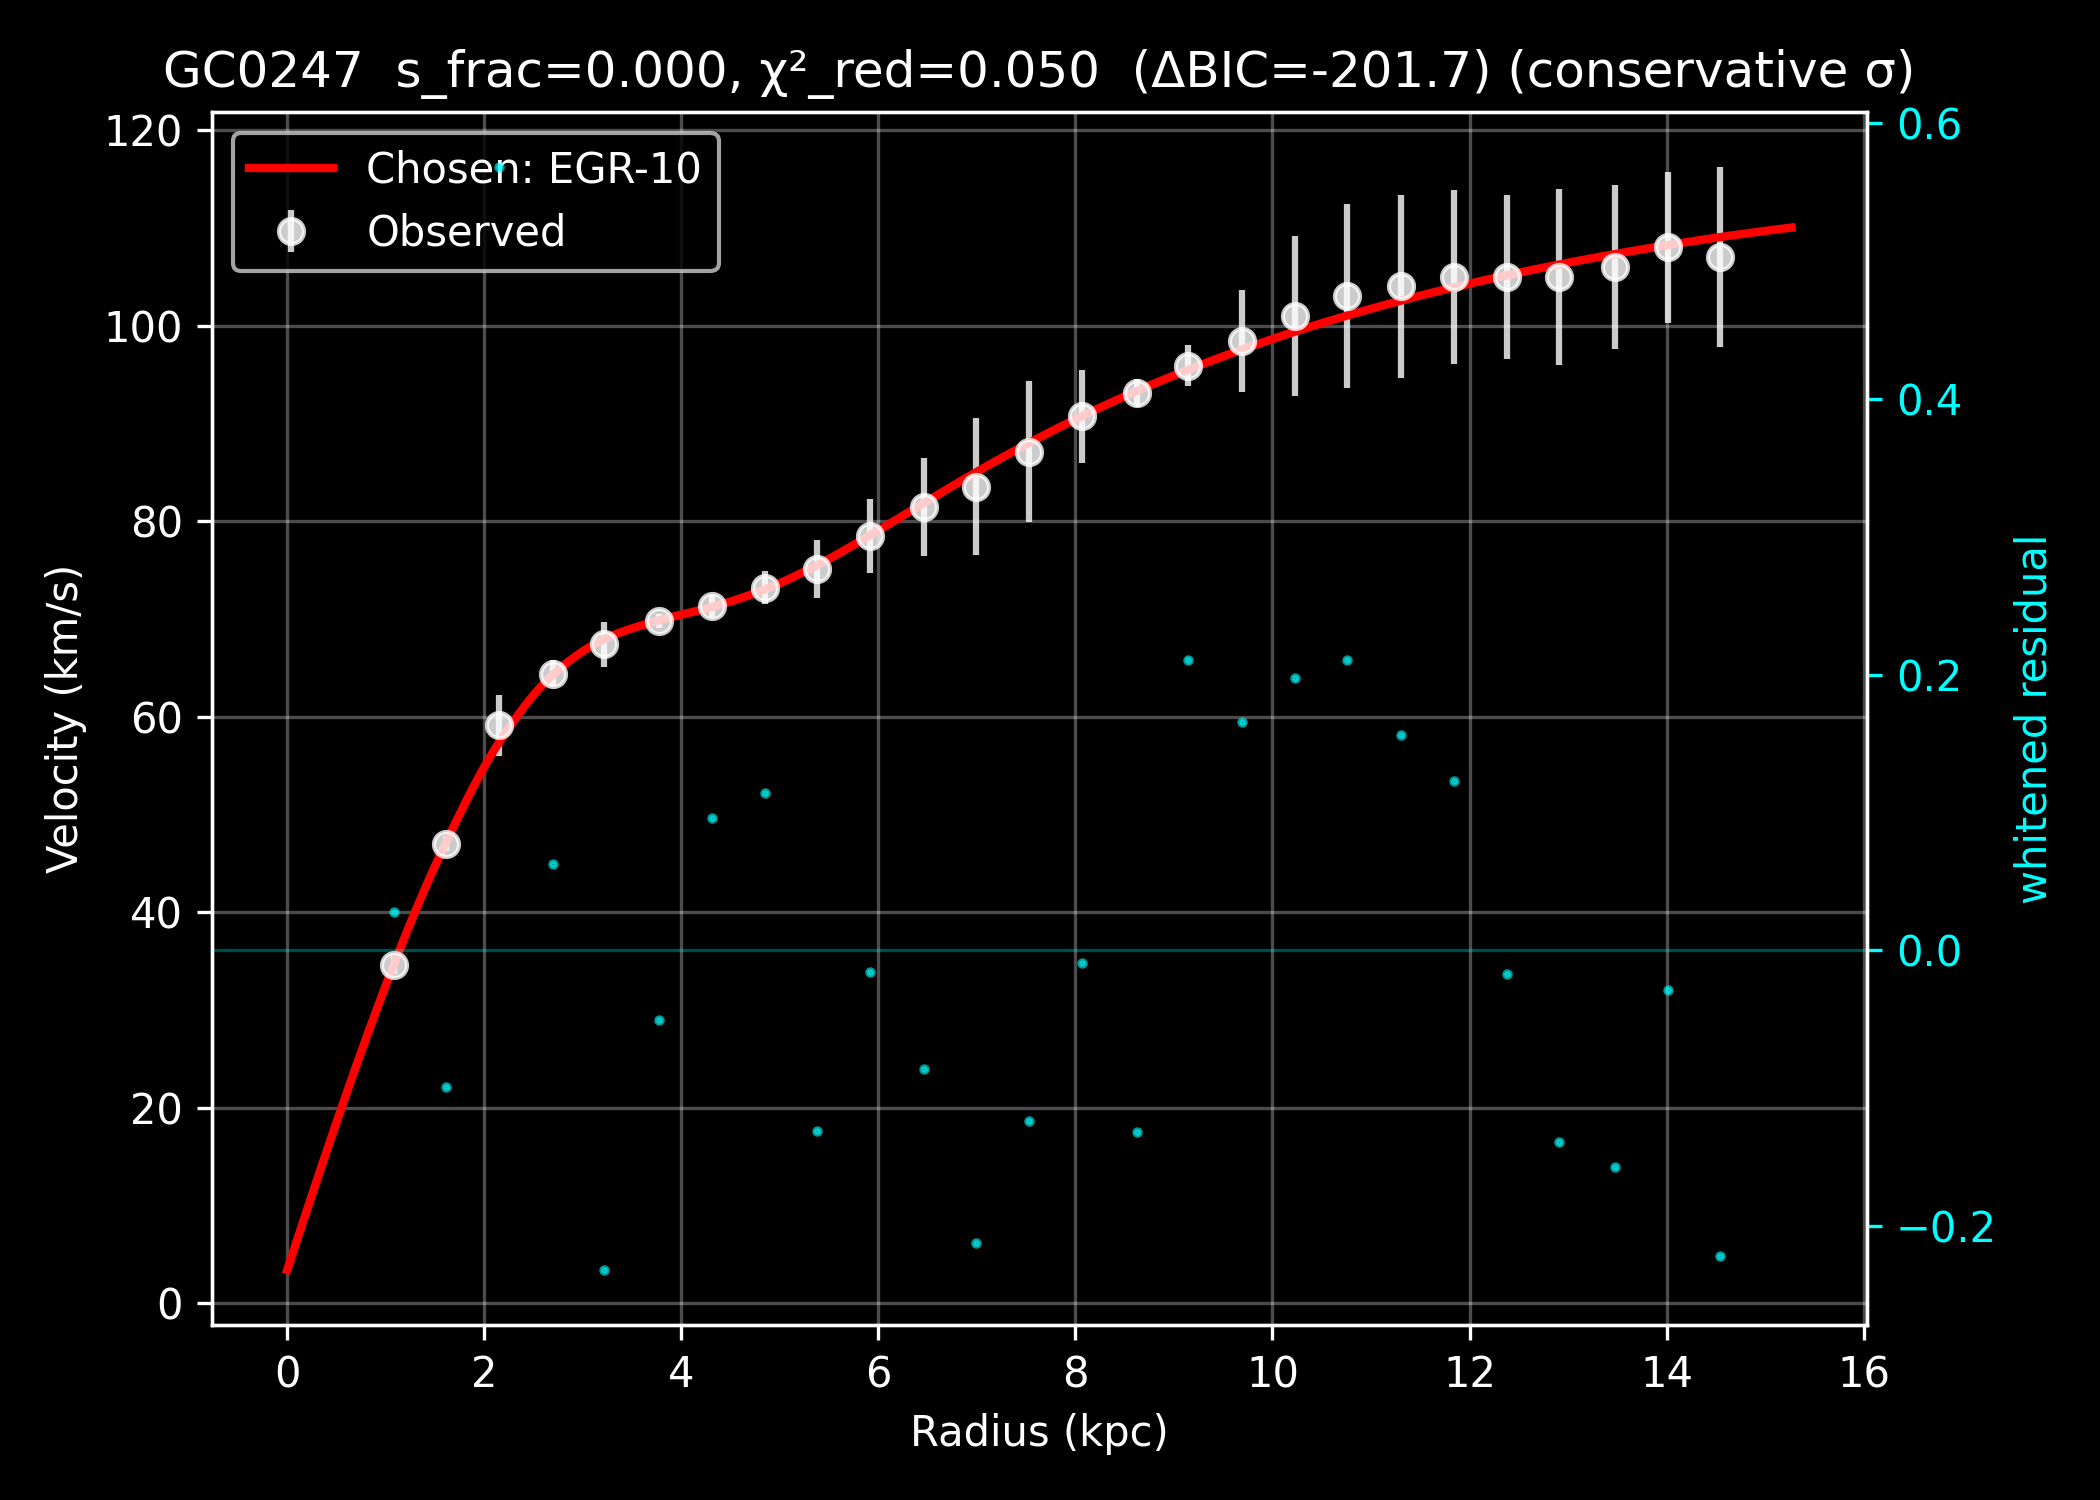 GC0247  s_frac=0.000, χ²_red=0.050  (ΔBIC=-201.7) (conservative σ)
Chosen: EGR-10
Observed
120
100
80
60
40
20
0
Velocity (km/s)
0 2 4 6 8 10 12 14 16
Radius (kpc)
0.6
0.4
0.2
0.0
−0.2
whitened residual